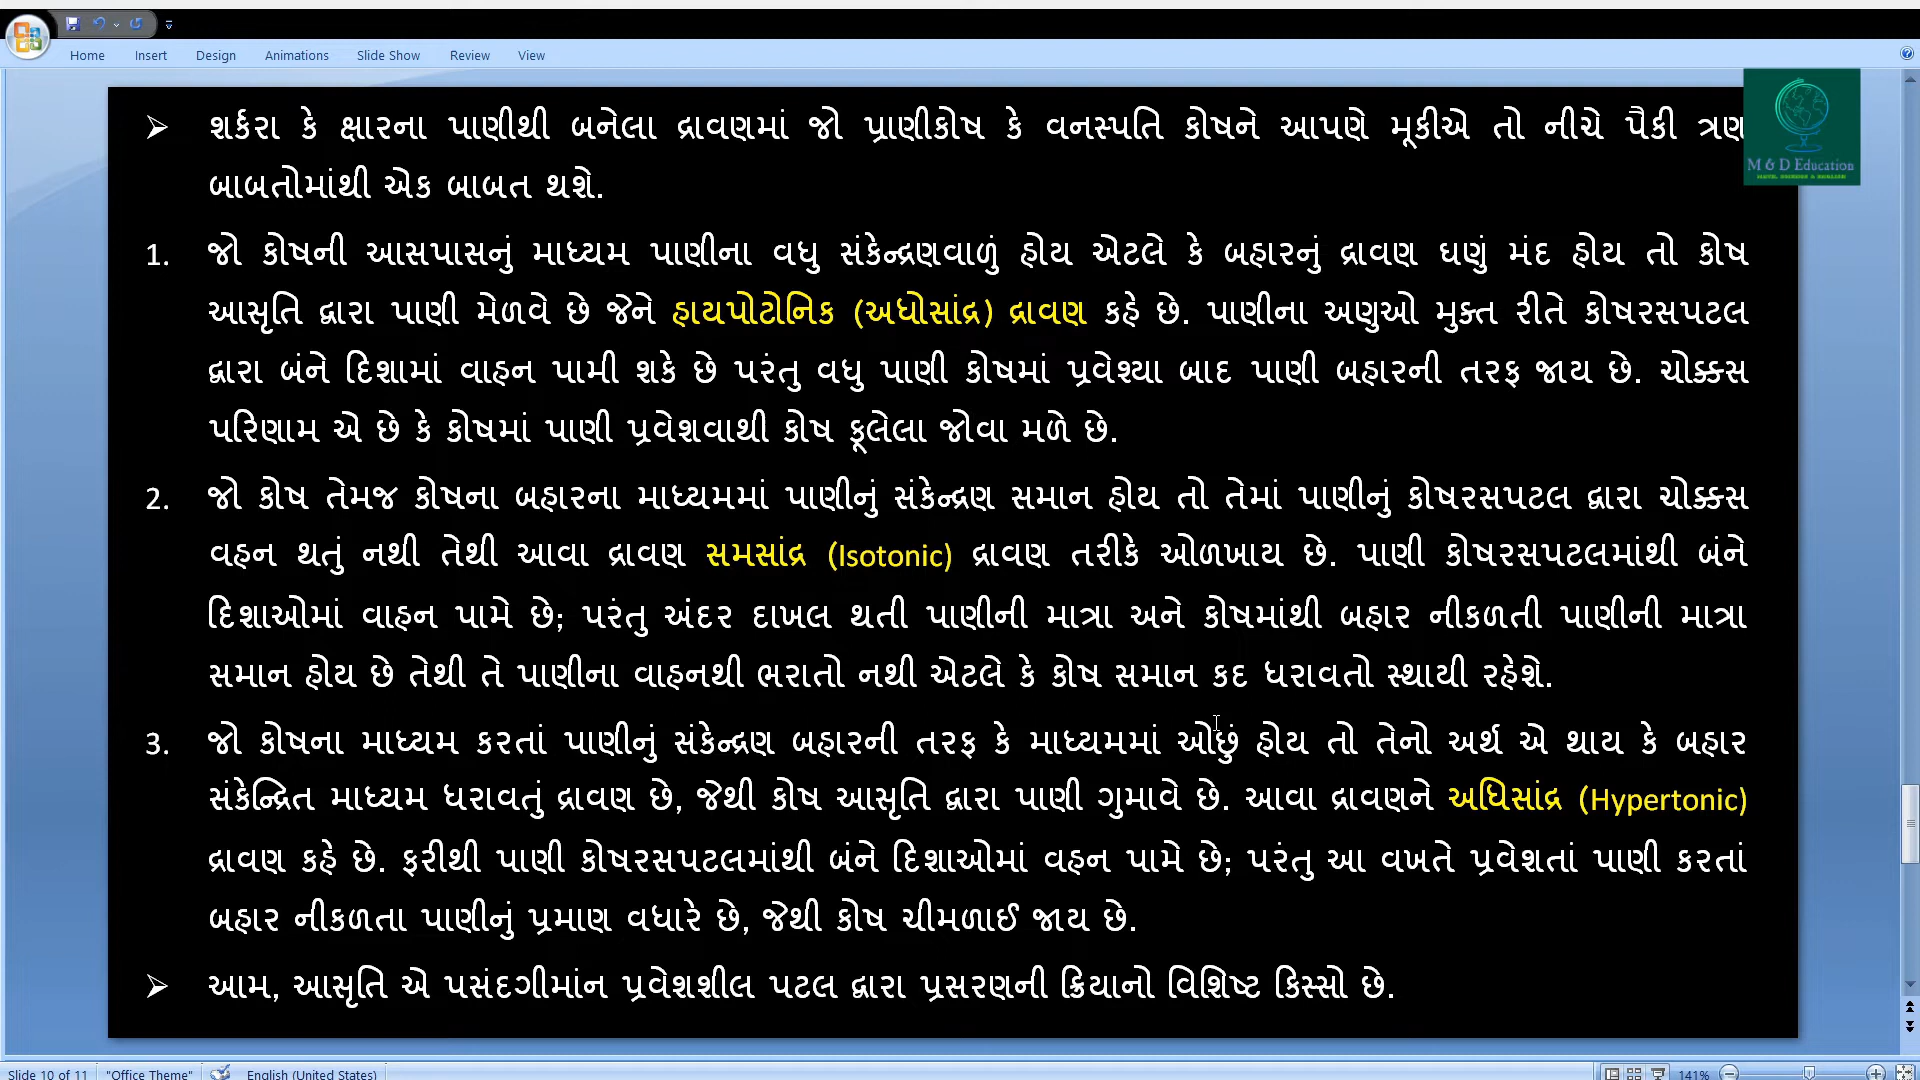 Home Insert Design Animations Slide Show Review View
➢ શર્કરા કે ક્ષારના પાણીથી બનેલા દ્રાવણમાં જો પ્રાણીકોષ કે વનસ્પતિ કોષને આપણે મૂકીએ તો નીચે પૈકી ત્રણ
બાબતોમાંથી એક બાબત થશે.
M & D Education
1. જો કોષની આસપાસનું માધ્યમ પાણીના વધુ સંકેન્દ્રણવાળું હોય એટલે કે બહારનું દ્રાવણ ઘણું મંદ હોય તો કોષ
આસૃતિ દ્વારા પાણી મેળવે છે જેને હાયપોટોનિક (અધોસાંદ્ર) દ્રાવણ કહે છે. પાણીના અણુઓ મુક્ત રીતે કોષરસપટલ
દ્વારા બંને દિશામાં વાહન પામી શકે છે પરંતુ વધુ પાણી કોષમાં પ્રવેશ્યા બાદ પાણી બહારની તરફ જાય છે. ચોક્કસ
પરિણામ એ છે કે કોષમાં પાણી પ્રવેશવાથી કોષ ફૂલેલા જોવા મળે છે.
2. જો કોષ તેમજ કોષના બહારના માધ્યમમાં પાણીનું સંકેન્દ્રણ સમાન હોય તો તેમાં પાણીનું કોષરસપટલ દ્વારા ચોક્કસ
વહન થતું નથી તેથી આવા દ્રાવણ સમસાંદ્ર (Isotonic) દ્રાવણ તરીકે ઓળખાય છે. પાણી કોષરસપટલમાંથી બંને
દિશાઓમાં વાહન પામે છે; પરંતુ અંદર દાખલ થતી પાણીની માત્રા અને કોષમાંથી બહાર નીકળતી પાણીની માત્રા
સમાન હોય છે તેથી તે પાણીના વાહનથી ભરાતો નથી એટલે કે કોષ સમાન કદ ધરાવતો સ્થાયી રહેશે.
3. જો કોષના માધ્યમ કરતાં પાણીનું સંકેન્દ્રણ બહારની તરફ કે માધ્યમમાં ઓછું હોય તો તેનો અર્થ એ થાય કે બહાર
સંકેન્દ્રિત માધ્યમ ધરાવતું દ્રાવણ છે, જેથી કોષ આસૃતિ દ્વારા પાણી ગુમાવે છે. આવા દ્રાવણને અધિસાંદ્ર (Hypertonic)
દ્રાવણ કહે છે. ફરીથી પાણી કોષરસપટલમાંથી બંને દિશાઓમાં વહન પામે છે; પરંતુ આ વખતે પ્રવેશતાં પાણી કરતાં
બહાર નીકળતા પાણીનું પ્રમાણ વધારે છે, જેથી કોષ ચીમળાઈ જાય છે.
➢ આમ, આસૃતિ એ પસંદગીમાંન પ્રવેશશીલ પટલ દ્વારા પ્રસરણની ક્રિયાનો વિશિષ્ટ કિસ્સો છે.
Slide 10 of 11 "Office Theme" English (United States) 141%